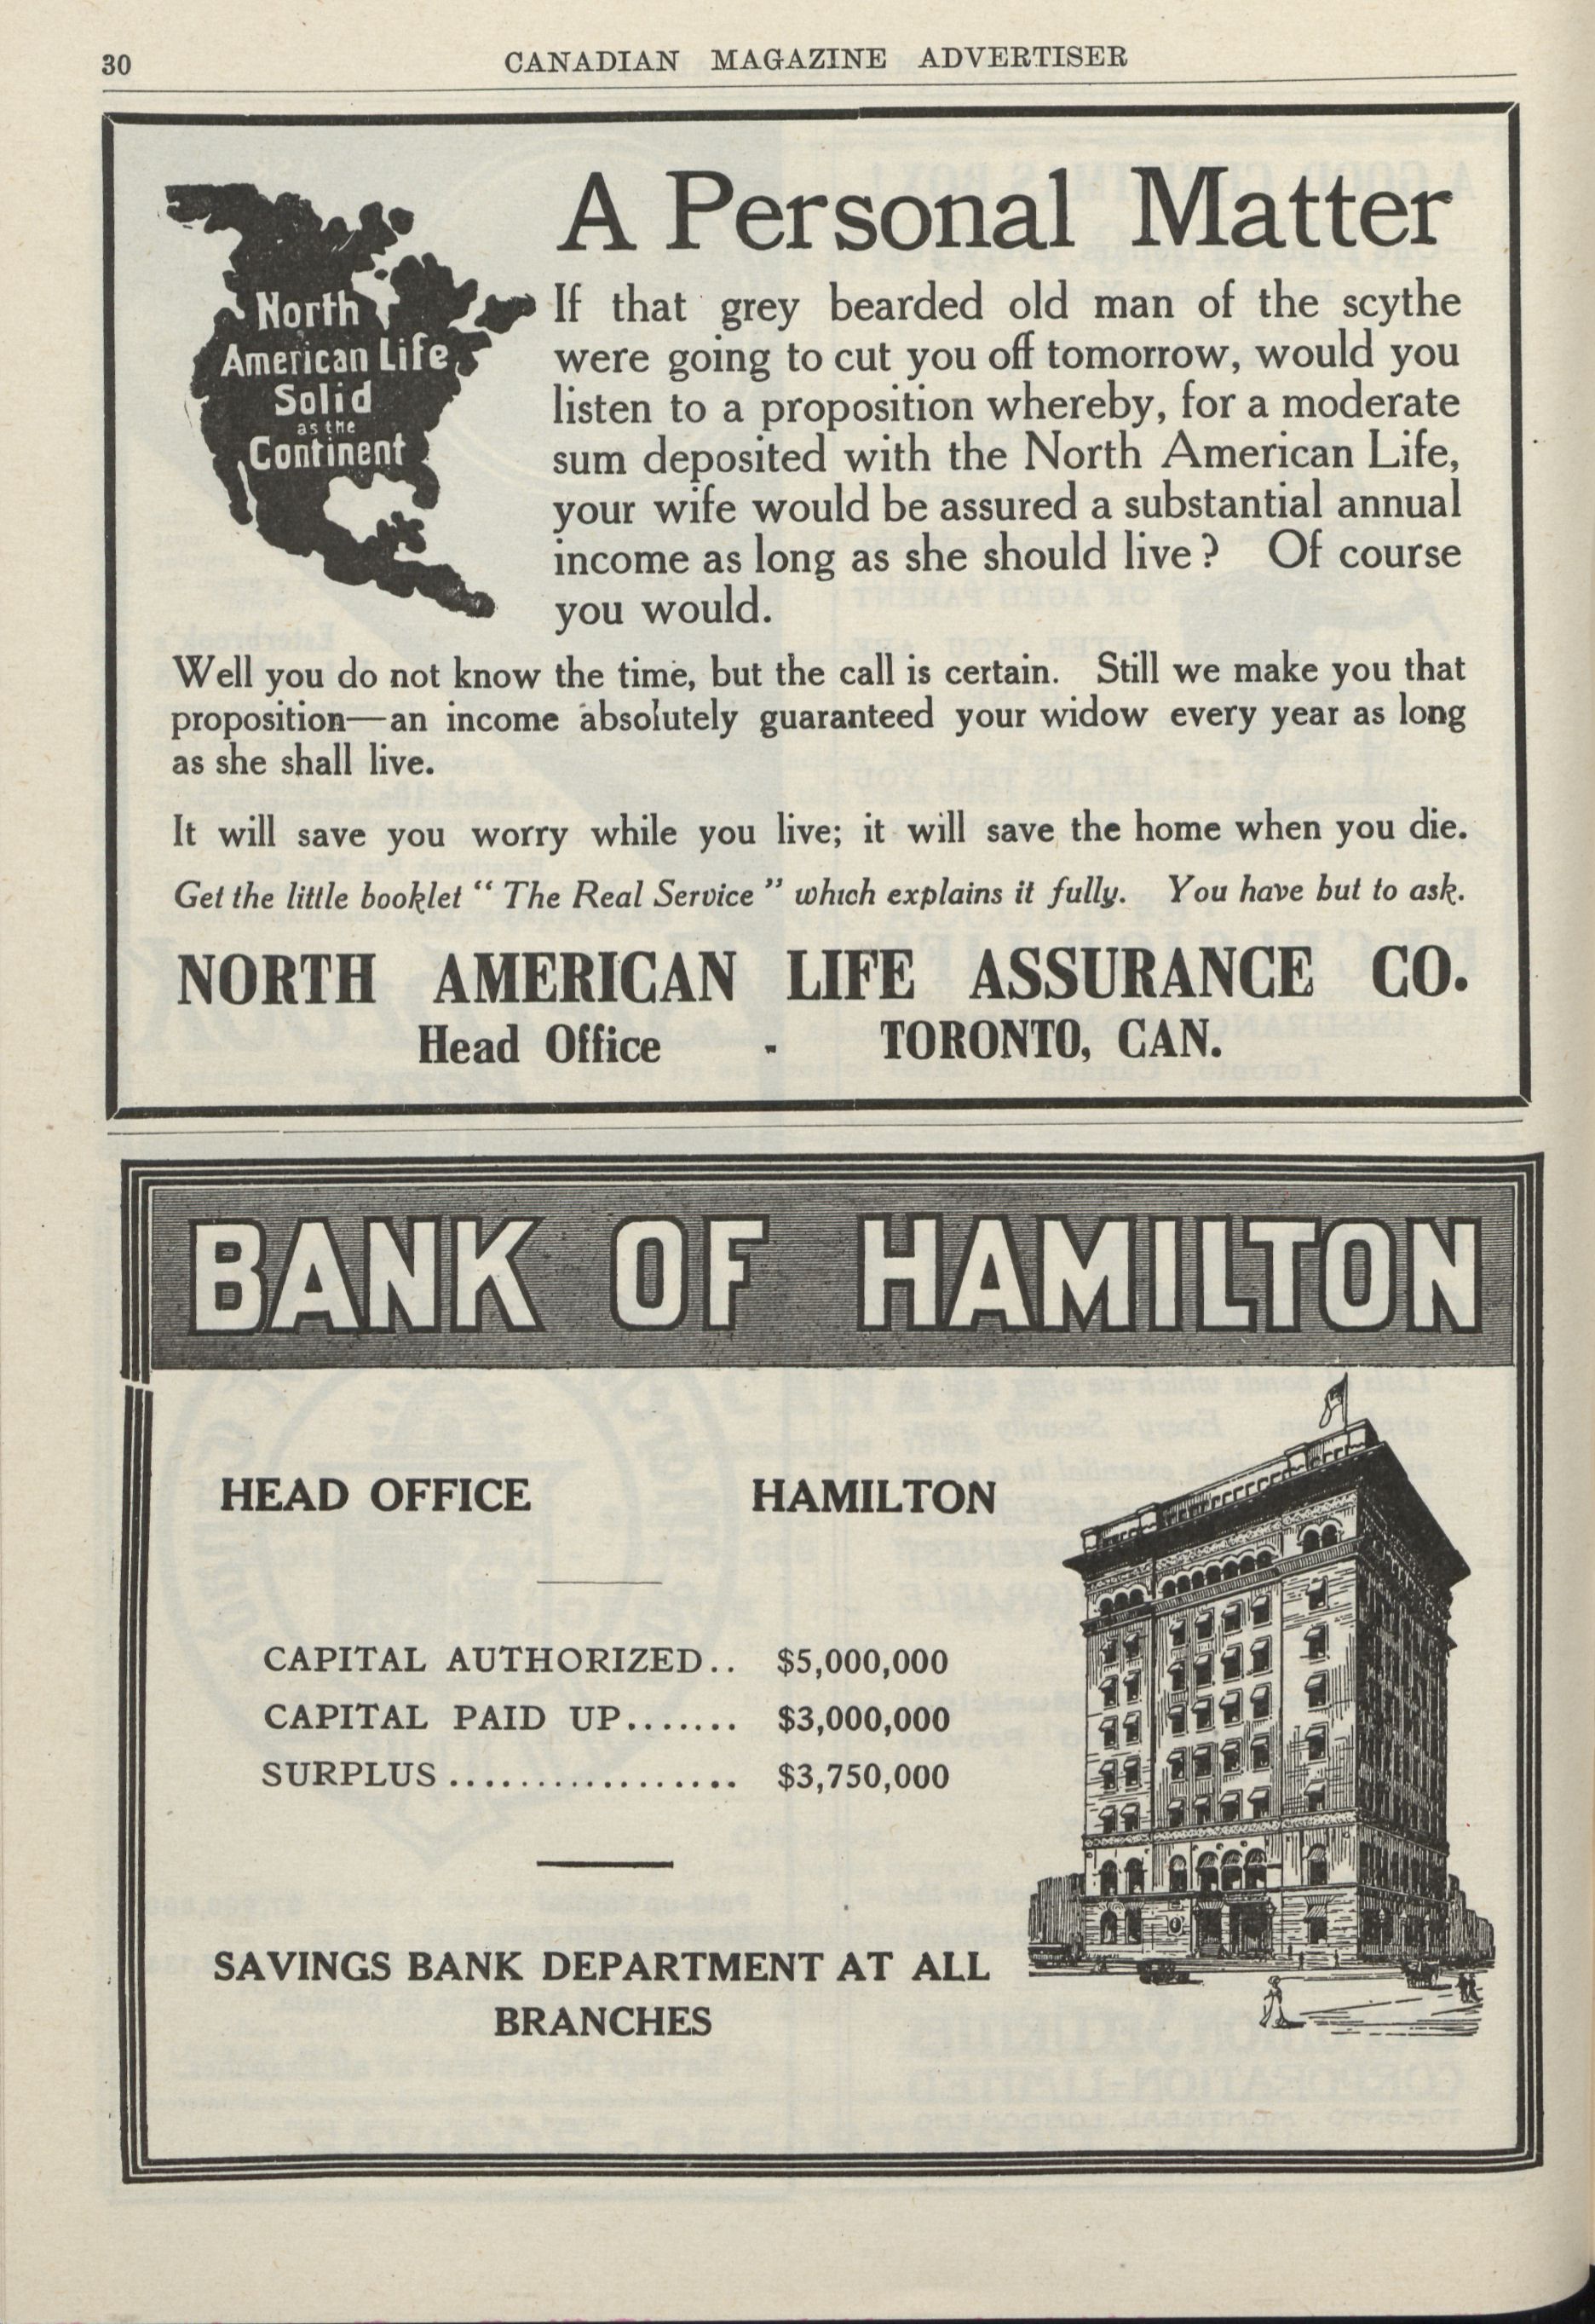 30
CANADIAN MAGAZINE ADVERTISER
North
American Life
Solid
as the
Continent
A Personal Matter
If that grey bearded old man of the scythe
were going to cut you off tomorrow, would you
listen to a proposition whereby, for a moderate
sum deposited with the North American Life,
your wife would be assured a substantial annual
income as long as she should live? Of course
you would.
Well you do not know the time, but the call is certain. Still we make you that
proposition—an income absolutely guaranteed your widow every year as long
as she shall live.
It will save you worry while you live; it will save the home when you die.
Get the little booklet “ The Real Service ” which explains it fully. You have but to ask.
NORTH AMERICAN LIFE ASSURANCE CO.
Head Office - TORONTO, CAN.
BANK OF HAMILTON
HEAD OFFICE HAMILTON
CAPITAL AUTHORIZED.. $5,000,000
CAPITAL PAID UP....... $3,000,000
SURPLUS................. $3,750,000
SAVINGS BANK DEPARTMENT AT ALL
BRANCHES